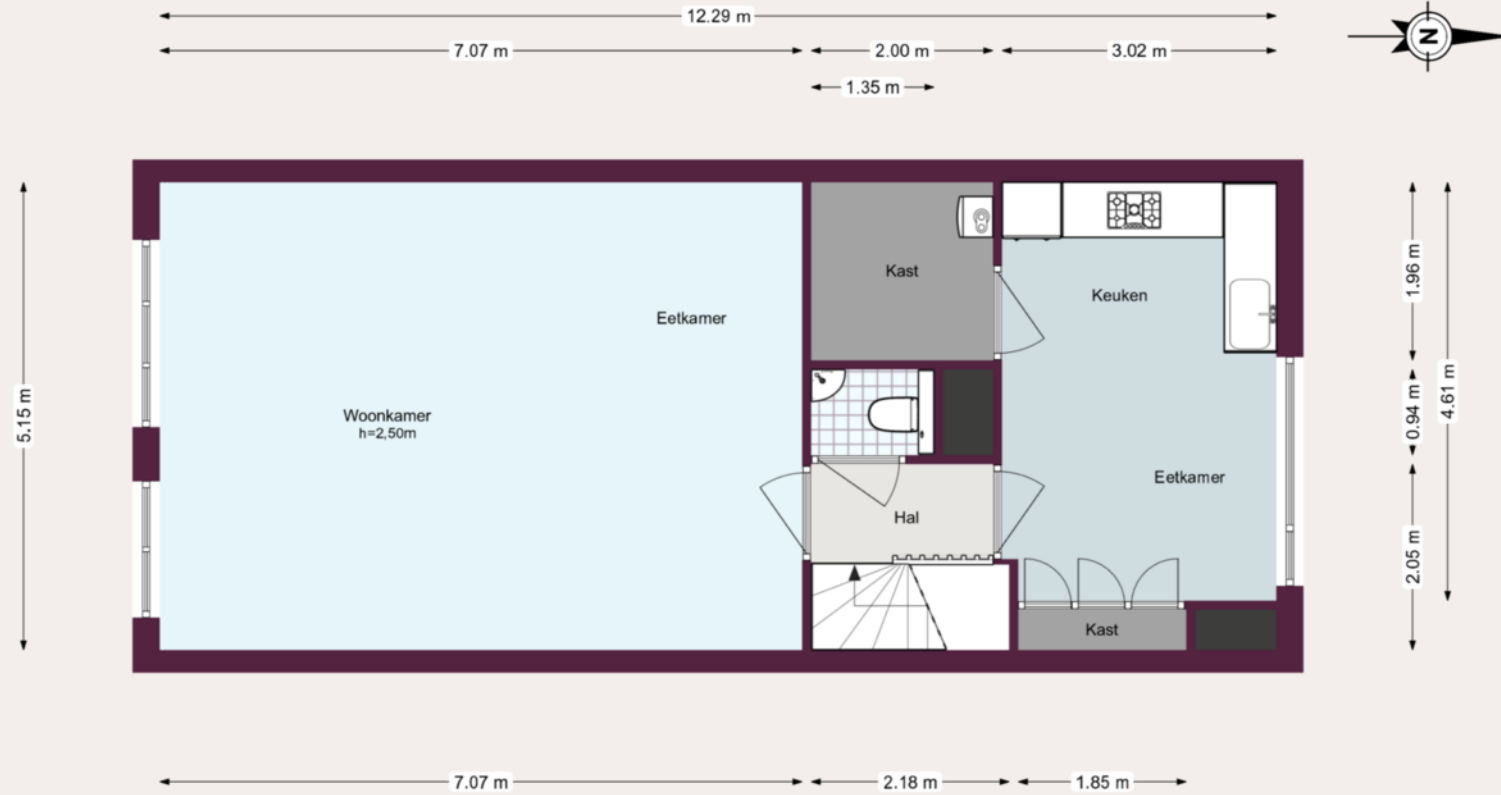 12.29 m
7.07 m
2.00 m
3.02 m
1.35 m
N
Kast
Keuken
Eetkamer
Woonkamer
h=2,50m
Eetkamer
Hal
Kast
5.15 m
1.96 m
0.94 m
4.61 m
2.05 m
7.07 m
2.18 m
1.85 m